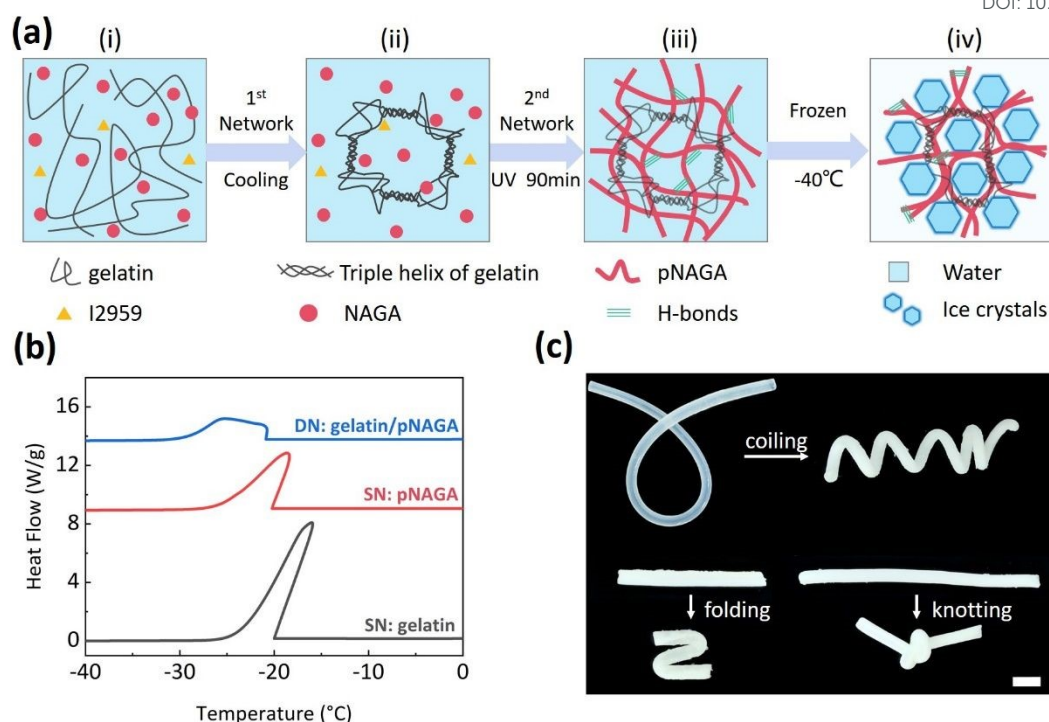 DOI: 10.
(a)
(i) (ii) (iii) (iv)
1st
Network
Cooling
2nd
Network
UV 90min
Frozen
-40℃
gelatin
Triple helix of gelatin
pNAGA
Water
I2959
NAGA
H-bonds
Ice crystals
(b)
16
12
8
4
0
Heat Flow (W/g)
DN: gelatin/pNAGA
SN: pNAGA
SN: gelatin
-40 -30 -20 -10 0
Temperature (°C)
(c)
coiling
folding
knotting